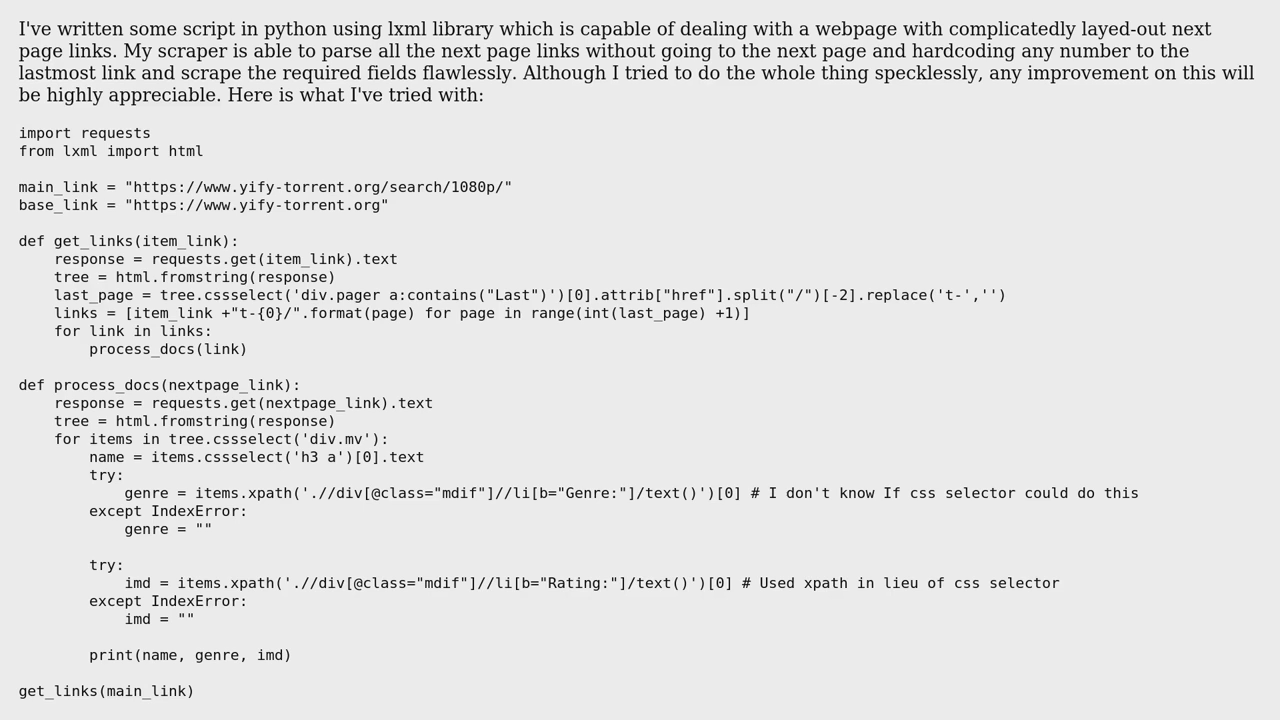 I've written some script in python using lxml library which is capable of dealing with a webpage with complicatedly layed-out next
page links. My scraper is able to parse all the next page links without going to the next page and hardcoding any number to the
lastmost link and scrape the required fields flawlessly. Although I tried to do the whole thing specklessly, any improvement on this will
be highly appreciable. Here is what I've tried with:

import requests
from lxml import html

main_link = "https://www.yify-torrent.org/search/1080p/"
base_link = "https://www.yify-torrent.org"

def get_links(item_link):
    response = requests.get(item_link).text
    tree = html.fromstring(response)
    last_page = tree.cssselect('div.pager a:contains("Last")')[0].attrib["href"].split("/")[-2].replace('t-','')
    links = [item_link +"t-{0}/".format(page) for page in range(int(last_page) +1)]
    for link in links:
        process_docs(link)

def process_docs(nextpage_link):
    response = requests.get(nextpage_link).text
    tree = html.fromstring(response)
    for items in tree.cssselect('div.mv'):
        name = items.cssselect('h3 a')[0].text
        try:
            genre = items.xpath('.//div[@class="mdif"]//li[b="Genre:"]/text()')[0] # I don't know If css selector could do this
        except IndexError:
            genre = ""

        try:
            imd = items.xpath('.//div[@class="mdif"]//li[b="Rating:"]/text()')[0] # Used xpath in lieu of css selector
        except IndexError:
            imd = ""

        print(name, genre, imd)

get_links(main_link)